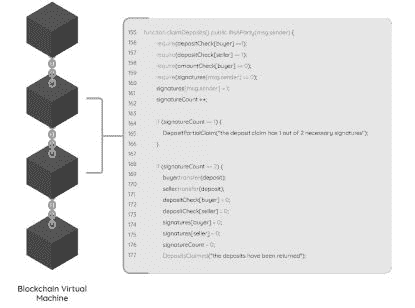 155 function claimDeposits() public isAParty(msg.sender) {
156 require(depositCheck[buyer] ==1);
157 require(depositCheck[seller] == 1);
158 require(amountCheck[buyer] == 0);
159 require(signatures[msg.sender] == 0);
160
161 signatures[msg.sender] = 1;
162 signatureCount ++;
163
164 if (signatureCount == 1) {
165 DepositPartialClaim("the deposit claim has 1 out of 2 necessary signatures");
166 }
167
168 if (signatureCount == 2) {
169 buyer.transfer(deposit);
170 seller.transfer(deposit);
171 depositCheck[buyer] = 0;
172 depositCheck[seller] = 0;
173 signatures[buyer] = 0;
174 signatures[seller] = 0;
175 signatureCount = 0;
177 DepositsClaimed("the deposits have been returned");
Blockchain Virtual
Machine